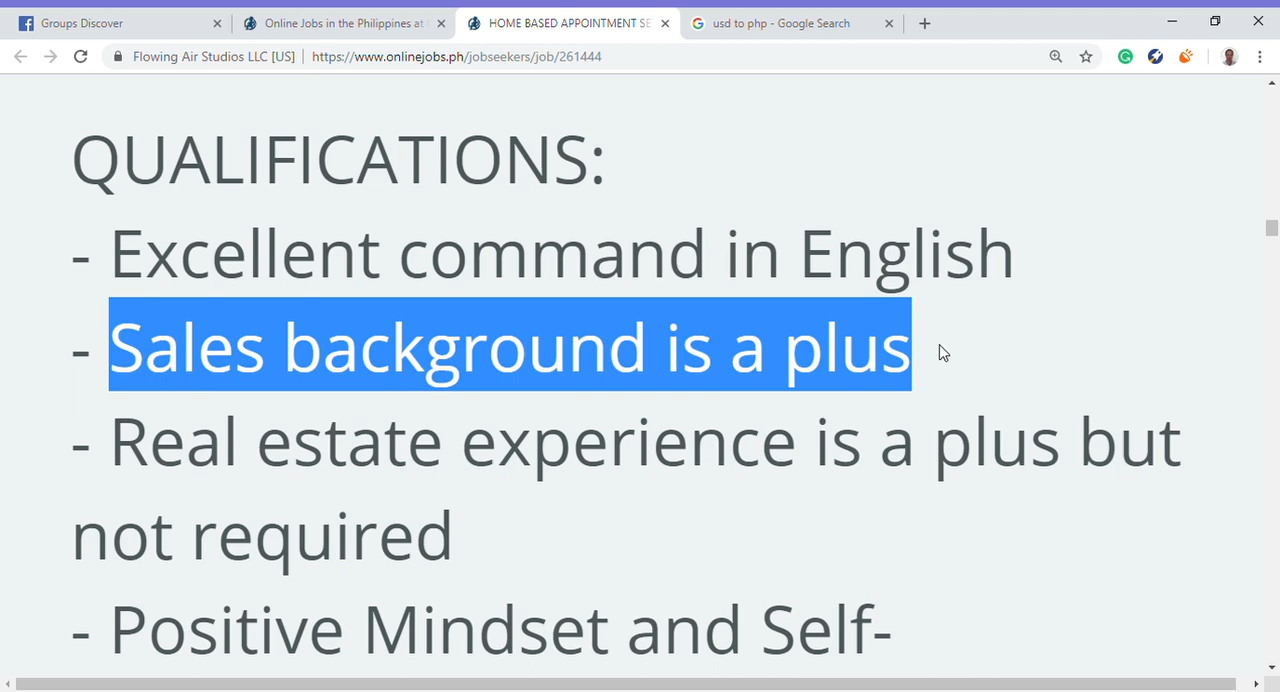 Groups Discover
Online Jobs in the Philippines at
HOME BASED APPOINTMENT SE
usd to php - Google Search
Flowing Air Studios LLC [US]
https://www.onlinejobs.ph/jobseekers/job/261444
QUALIFICATIONS:
- Excellent command in English
- Sales background is a plus
- Real estate experience is a plus but
not required
- Positive Mindset and Self-